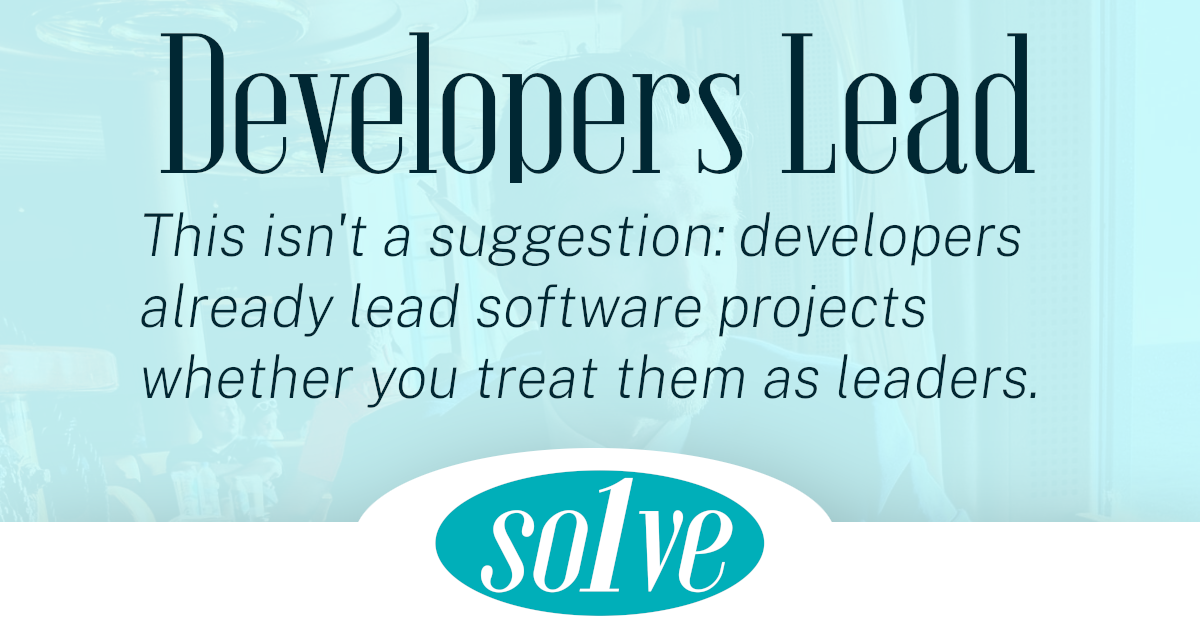 Developers Lead
This isn't a suggestion: developers
already lead software projects
whether you treat them as leaders.
so1ve